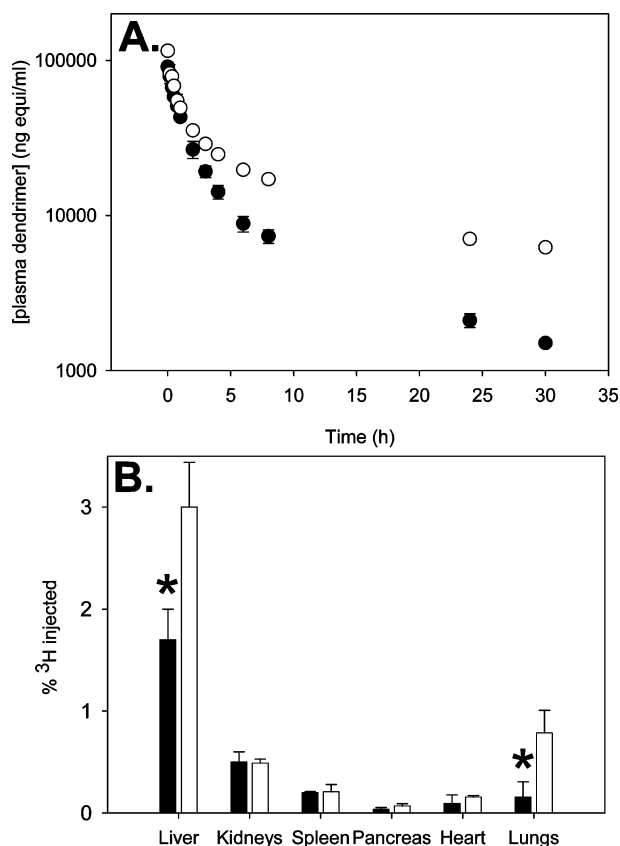 A.
100000
10000
1000
[plasma dendrimer] (ng equi/ml)
0 5 10 15 20 25 30 35
Time (h)
B.
3
2
1
0
% ³H injected
*
*
Liver Kidneys Spleen Pancreas Heart Lungs